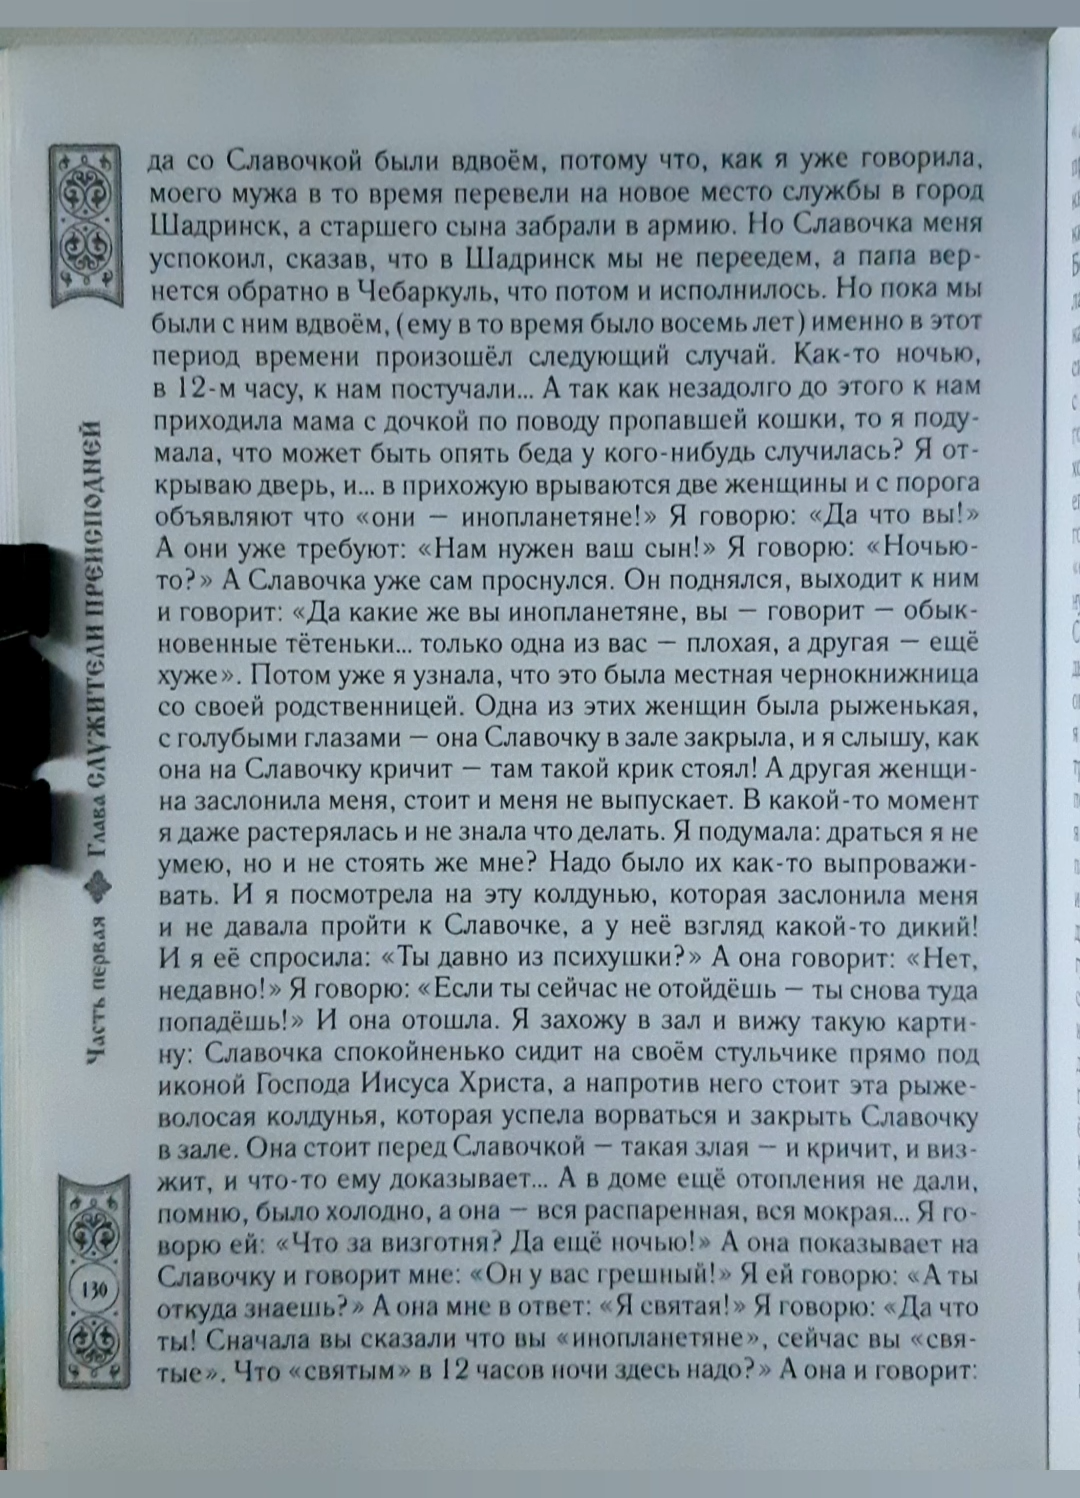 да со Славочкой были вдвоём, потому что, как я уже говорила,
моего мужа в то время перевели на новое место службы в город
Шадринск, а старшего сына забрали в армию. Но Славочка меня
успокоил, сказав, что в Шадринск мы не переедем, а папа вер-
нется обратно в Чебаркуль, что потом и исполнилось. Но пока мы
были с ним вдвоём, (ему в то время было восемь лет) именно в этот
период времени произошёл следующий случай. Как-то ночью,
в 12-м часу, к нам постучали... А так как незадолго до этого к нам
приходила мама с дочкой по поводу пропавшей кошки, то я поду-
мала, что может быть опять беда у кого-нибудь случилась? Я от-
крываю дверь, и... в прихожую врываются две женщины и с порога
объявляют что «они — инопланетяне!» Я говорю: «Да что вы!»
А они уже требуют: «Нам нужен ваш сын!» Я говорю: «Ночью-
то?» А Славочка уже сам проснулся. Он поднялся, выходит к ним
и говорит: «Да какие же вы инопланетяне, вы — говорит — обык-
новенные тётеньки... только одна из вас — плохая, а другая — ещё
хуже». Потом уже я узнала, что это была местная чернокнижница
со своей родственницей. Одна из этих женщин была рыженькая,
с голубыми глазами — она Славочку в зале закрыла, и я слышу, как
она на Славочку кричит — там такой крик стоял! А другая женщи-
на заслонила меня, стоит и меня не выпускает. В какой-то момент
я даже растерялась и не знала что делать. Я подумала: драться я не
умею, но и не стоять же мне? Надо было их как-то выпроважи-
вать. И я посмотрела на эту колдунью, которая заслонила меня
и не давала пройти к Славочке, а у неё взгляд какой-то дикий!
И я её спросила: «Ты давно из психушки?» А она говорит: «Нет,
недавно!» Я говорю: «Если ты сейчас не отойдёшь — ты снова туда
попадёшь!» И она отошла. Я захожу в зал и вижу такую карти-
ну: Славочка спокойненько сидит на своём стульчике прямо под
иконой Господа Иисуса Христа, а напротив него стоит эта рыже-
волосая колдунья, которая успела ворваться и закрыть Славочку
в зале. Она стоит перед Славочкой — такая злая — и кричит, и виз-
жит, и что-то ему доказывает... А в доме ещё отопления не дали,
помню, было холодно, а она — вся распаренная, вся мокрая... Я го-
ворю ей: «Что за визготня? Да ещё ночью!» А она показывает на
Славочку и говорит мне: «Он у вас грешный!» Я ей говорю: «А ты
откуда знаешь?» А она мне в ответ: «Я святая!» Я говорю: «Да что
ты! Сначала вы сказали что вы «инопланетяне», сейчас вы «свя-
тые». Что «святым» в 12 часов ночи здесь надо?» А она и говорит:
Часть первая Глава СЛУЖИТЕЛИ ПРЕИСПОДНЕЙ
130